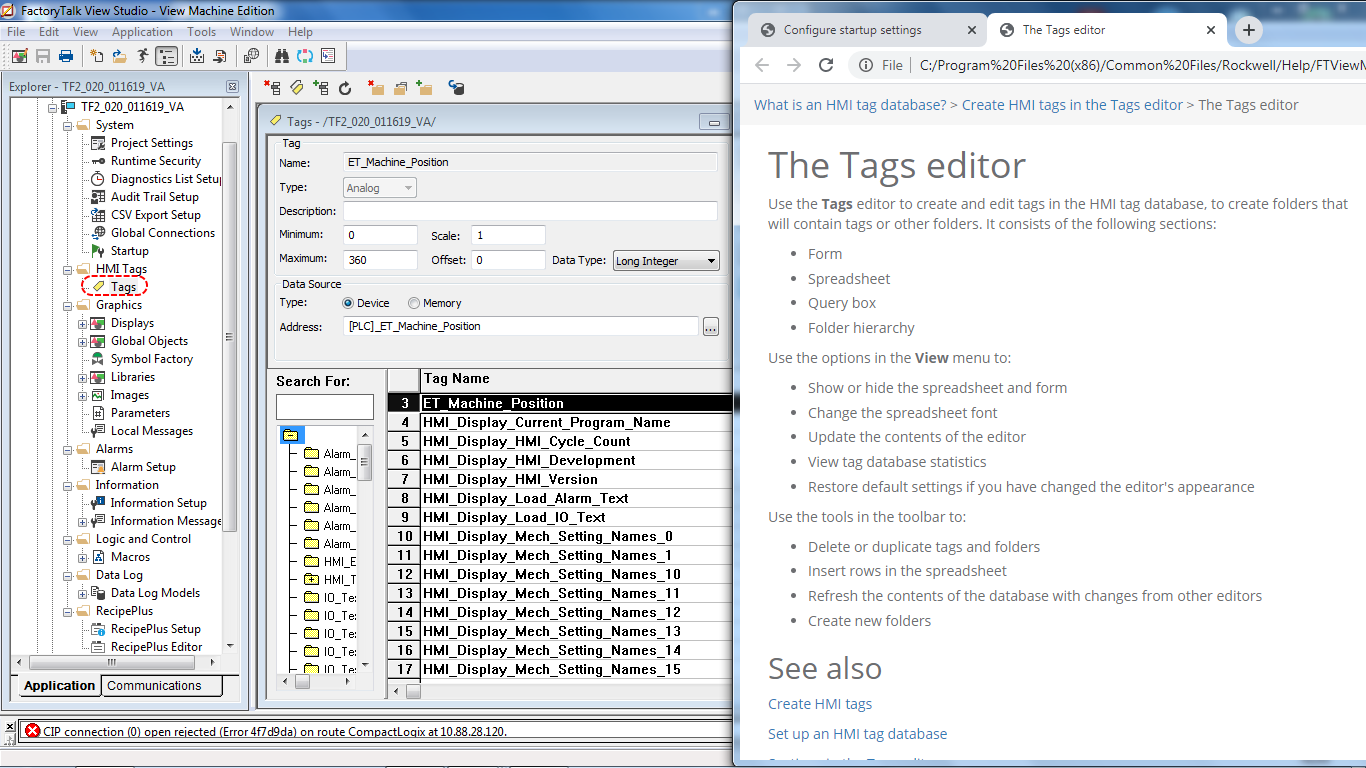 FactoryTalk View Studio - View Machine Edition
File Edit View Application Tools Window Help
Explorer - TF2_020_011619_VA
TF2_020_011619_VA
System
Project Settings
Runtime Security
Diagnostics List Setup
Audit Trail Setup
CSV Export Setup
Global Connections
Startup
HMI Tags
Tags
Graphics
Displays
Global Objects
Symbol Factory
Libraries
Images
Parameters
Local Messages
Alarms
Alarm Setup
Information
Information Setup
Information Message
Logic and Control
Macros
Data Log
Data Log Models
RecipePlus
RecipePlus Setup
RecipePlus Editor
Application Communications
Tags - /TF2_020_011619_VA/
Tag
Name: ET_Machine_Position
Type: Analog
Description:
Minimum: 0 Scale: 1
Maximum: 360 Offset: 0 Data Type: Long Integer
Data Source
Type: Device Memory
Address: [PLC]_ET_Machine_Position ...
Search For:
Alarm_
Alarm_
Alarm_
Alarm_
Alarm_
Alarm_
HMI_E
HMI_T
IO_Te
IO_Te
IO_Te
IO_Te
IO_Te
Tag Name
3 ET_Machine_Position
4 HMI_Display_Current_Program_Name
5 HMI_Display_HMI_Cycle_Count
6 HMI_Display_HMI_Development
7 HMI_Display_HMI_Version
8 HMI_Display_Load_Alarm_Text
9 HMI_Display_Load_IO_Text
10 HMI_Display_Mech_Setting_Names_0
11 HMI_Display_Mech_Setting_Names_1
12 HMI_Display_Mech_Setting_Names_10
13 HMI_Display_Mech_Setting_Names_11
14 HMI_Display_Mech_Setting_Names_12
15 HMI_Display_Mech_Setting_Names_13
16 HMI_Display_Mech_Setting_Names_14
17 HMI_Display_Mech_Setting_Names_15
CIP connection (0) open rejected (Error 4f7d9da) on route CompactLogix at 10.88.28.120.
Configure startup settings
The Tags editor
File | C:/Program%20Files%20(x86)/Common%20Files/Rockwell/Help/FTViewM
What is an HMI tag database? > Create HMI tags in the Tags editor > The Tags editor
The Tags editor
Use the Tags editor to create and edit tags in the HMI tag database, to create folders that
will contain tags or other folders. It consists of the following sections:
• Form
• Spreadsheet
• Query box
• Folder hierarchy
Use the options in the View menu to:
• Show or hide the spreadsheet and form
• Change the spreadsheet font
• Update the contents of the editor
• View tag database statistics
• Restore default settings if you have changed the editor's appearance
Use the tools in the toolbar to:
• Delete or duplicate tags and folders
• Insert rows in the spreadsheet
• Refresh the contents of the database with changes from other editors
• Create new folders
See also
Create HMI tags
Set up an HMI tag database